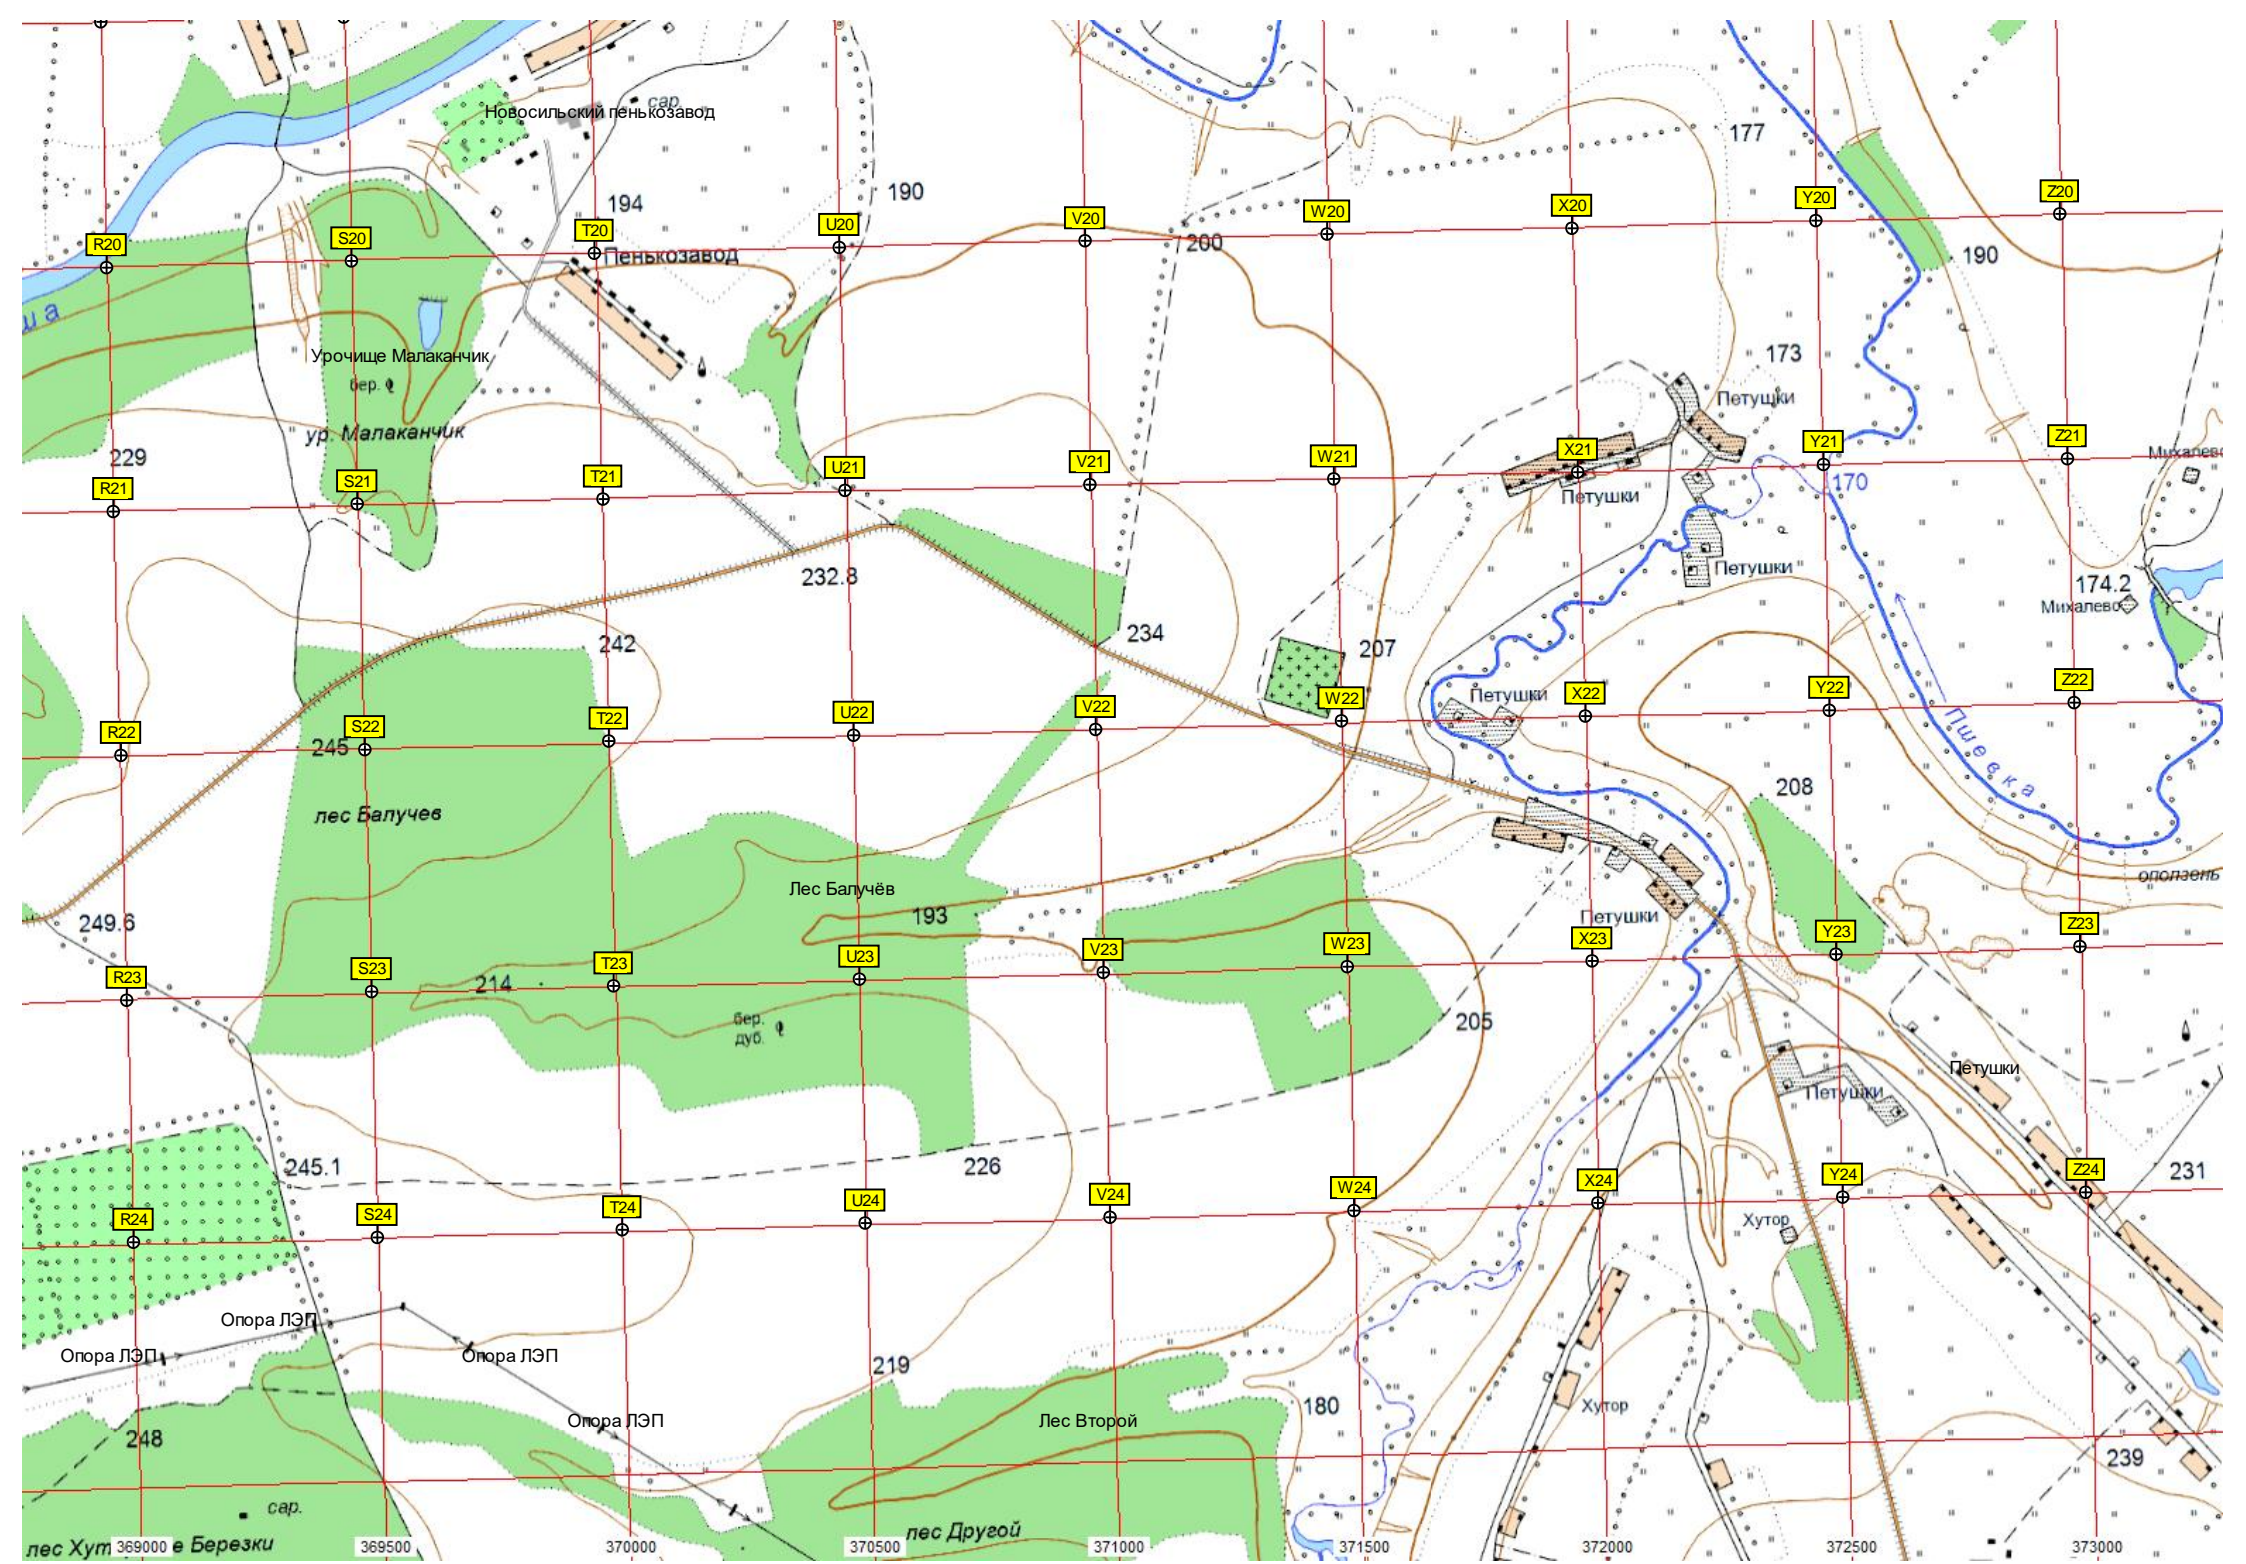 сар.
Новосильский пенькозавод
177
194
190
R20
S20
T20
Пенькозавод
U20
V20
200
W20
X20
Y20
190
Z20
ша
Урочище Малаканчик
бер.
173
Петушки
ур. Малаканчик
229
R21
S21
T21
U21
V21
W21
X21
Петушки
Y21
170
Z21
Михалево
232.8
Петушки
174.2
Михалево
242
234
207
R22
245
S22
T22
U22
V22
W22
Петушки
X22
Y22
Z22
Пшевка
208
лес Балучев
Лес Балучёв
193
249.6
оползень
Петушки
R23
S23
214
T23
U23
V23
W23
X23
Y23
Z23
бер.
дуб.
205
Петушки
Петушки
245.1
226
231
R24
S24
T24
U24
V24
W24
X24
Y24
Z24
Хутор
Опора ЛЭП
Опора ЛЭП
Опора ЛЭП
219
Опора ЛЭП
Лес Второй
180
Хутор
248
239
сар.
лес Другой
лес Хут
е Березки
369000
369500
370000
370500
371000
371500
372000
372500
373000